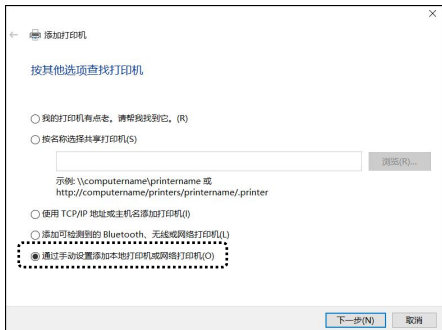 添加打印机
按其他选项查找打印机
我的打印机有点老，请帮我找到它。(R)
按名称选择共享打印机(S)
浏览(R)...
示例: \\computername\printername 或
http://computername/printers/printername/.printer
使用 TCP/IP 地址或主机名添加打印机(I)
添加可检测到的 Bluetooth、无线或网络打印机(L)
通过手动设置添加本地打印机或网络打印机(O)
下一步(N) 取消